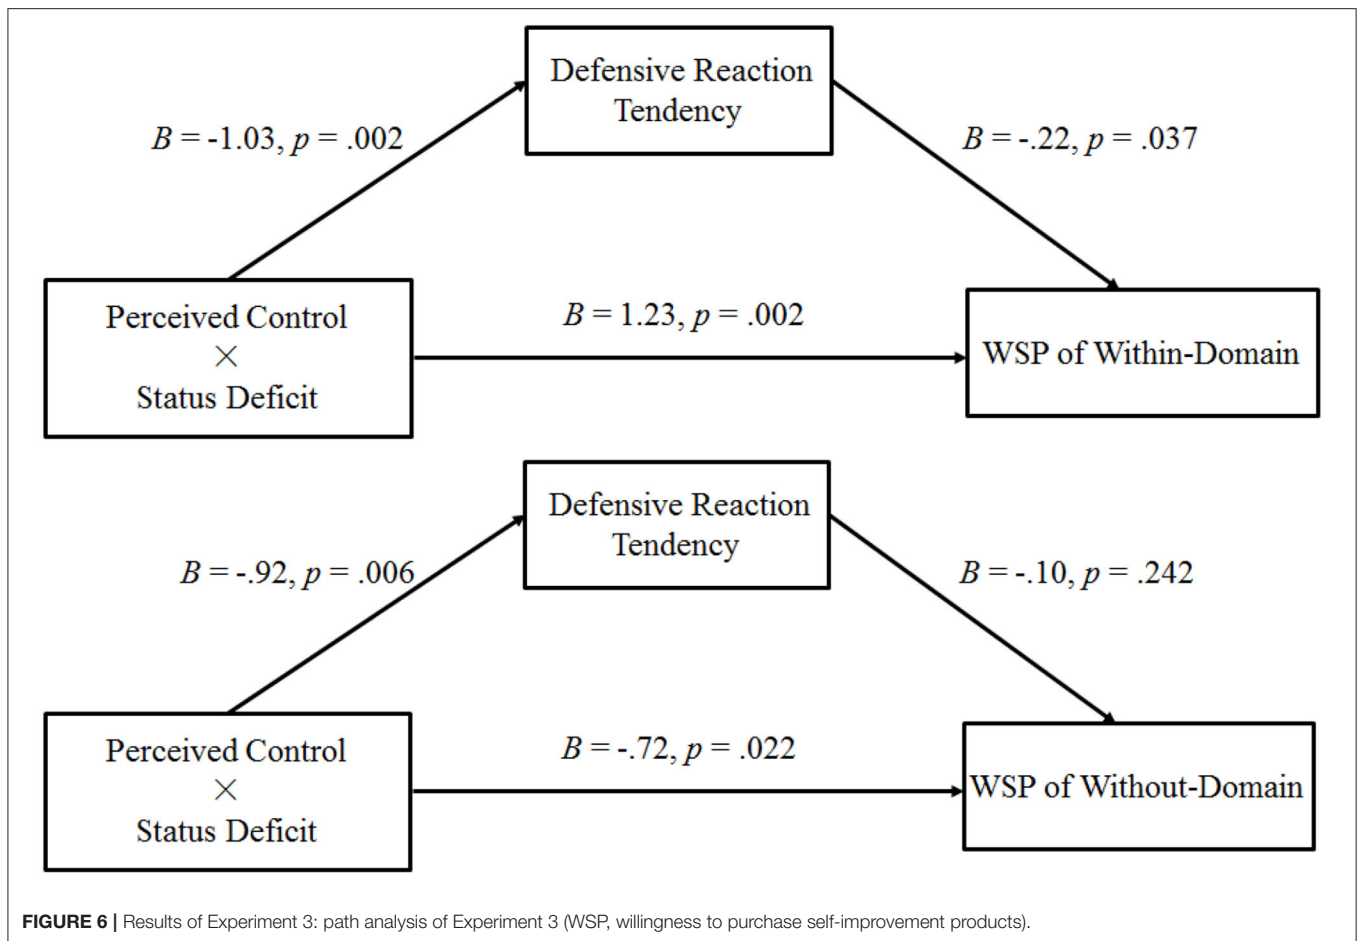 Defensive Reaction
Tendency
B = -1.03, p = .002
B = -.22, p = .037
Perceived Control
×
Status Deficit
B = 1.23, p = .002
WSP of Within-Domain
Defensive Reaction
Tendency
B = -.92, p = .006
B = -.10, p = .242
Perceived Control
×
Status Deficit
B = -.72, p = .022
WSP of Without-Domain
FIGURE 6 | Results of Experiment 3: path analysis of Experiment 3 (WSP, willingness to purchase self-improvement products).